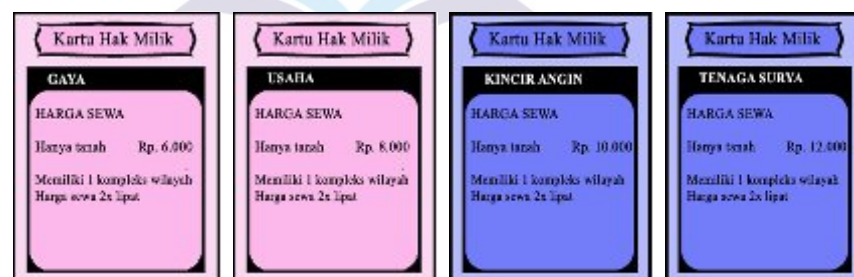 Kartu Hak Milik
GAYA
HARGA SEWA
Hanya tanah Rp. 6.000
Memiliki 1 kompleks wilayah
Harga sewa 2x lipat
Kartu Hak Milik
USAHA
HARGA SEWA
Hanya tanah Rp. 8.000
Memiliki 1 kompleks wilayah
Harga sewa 2x lipat
Kartu Hak Milik
KINCIR ANGIN
HARGA SEWA
Hanya tanah Rp. 10.000
Memiliki 1 kompleks wilayah
Harga sewa 2x lipat
Kartu Hak Milik
TENAGA SURYA
HARGA SEWA
Hanya tanah Rp. 12.000
Memiliki 1 kompleks wilayah
Harga sewa 2x lipat